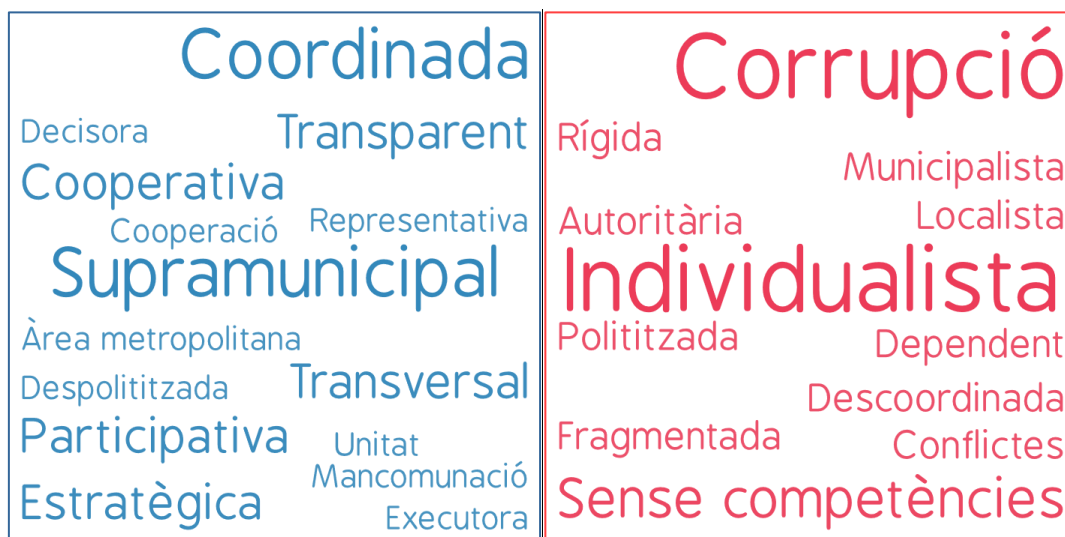 Coordinada
Decisora
Transparent
Cooperativa
Cooperació
Representativa
Supramunicipal
Àrea metropolitana
Despolititzada
Transversal
Participativa
Unitat
Mancomunació
Estratègica
Executora
Corrupció
Rígida
Municipalista
Autoritària
Localista
Individualista
Polititzada
Dependent
Descoordinada
Fragmentada
Conflictes
Sense competències